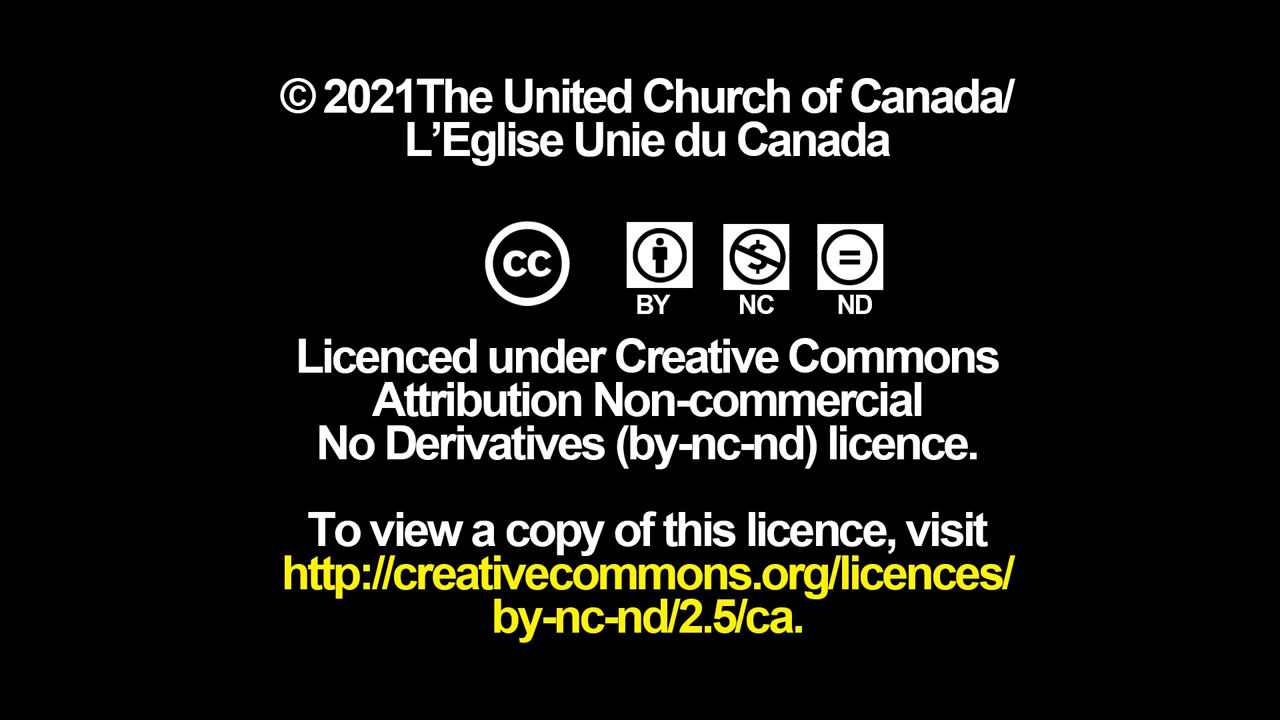 © 2021The United Church of Canada/
L’Eglise Unie du Canada
cc
BY NC ND
Licenced under Creative Commons
Attribution Non-commercial
No Derivatives (by-nc-nd) licence.
To view a copy of this licence, visit
http://creativecommons.org/licences/
by-nc-nd/2.5/ca.